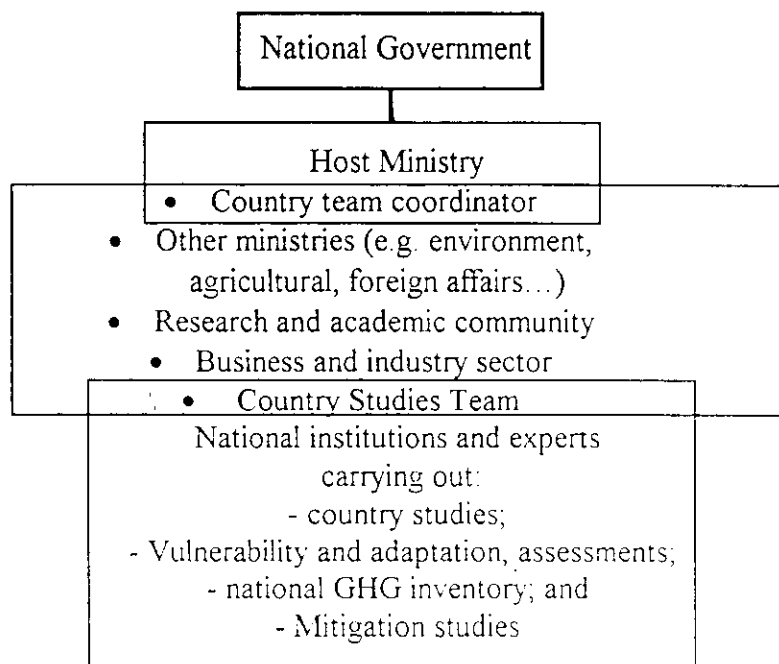 National Government
Host Ministry
• Country team coordinator
• Other ministries (e.g. environment,
agricultural, foreign affairs...)
• Research and academic community
• Business and industry sector
• Country Studies Team
National institutions and experts
carrying out:
- country studies;
- Vulnerability and adaptation, assessments;
- national GHG inventory; and
- Mitigation studies